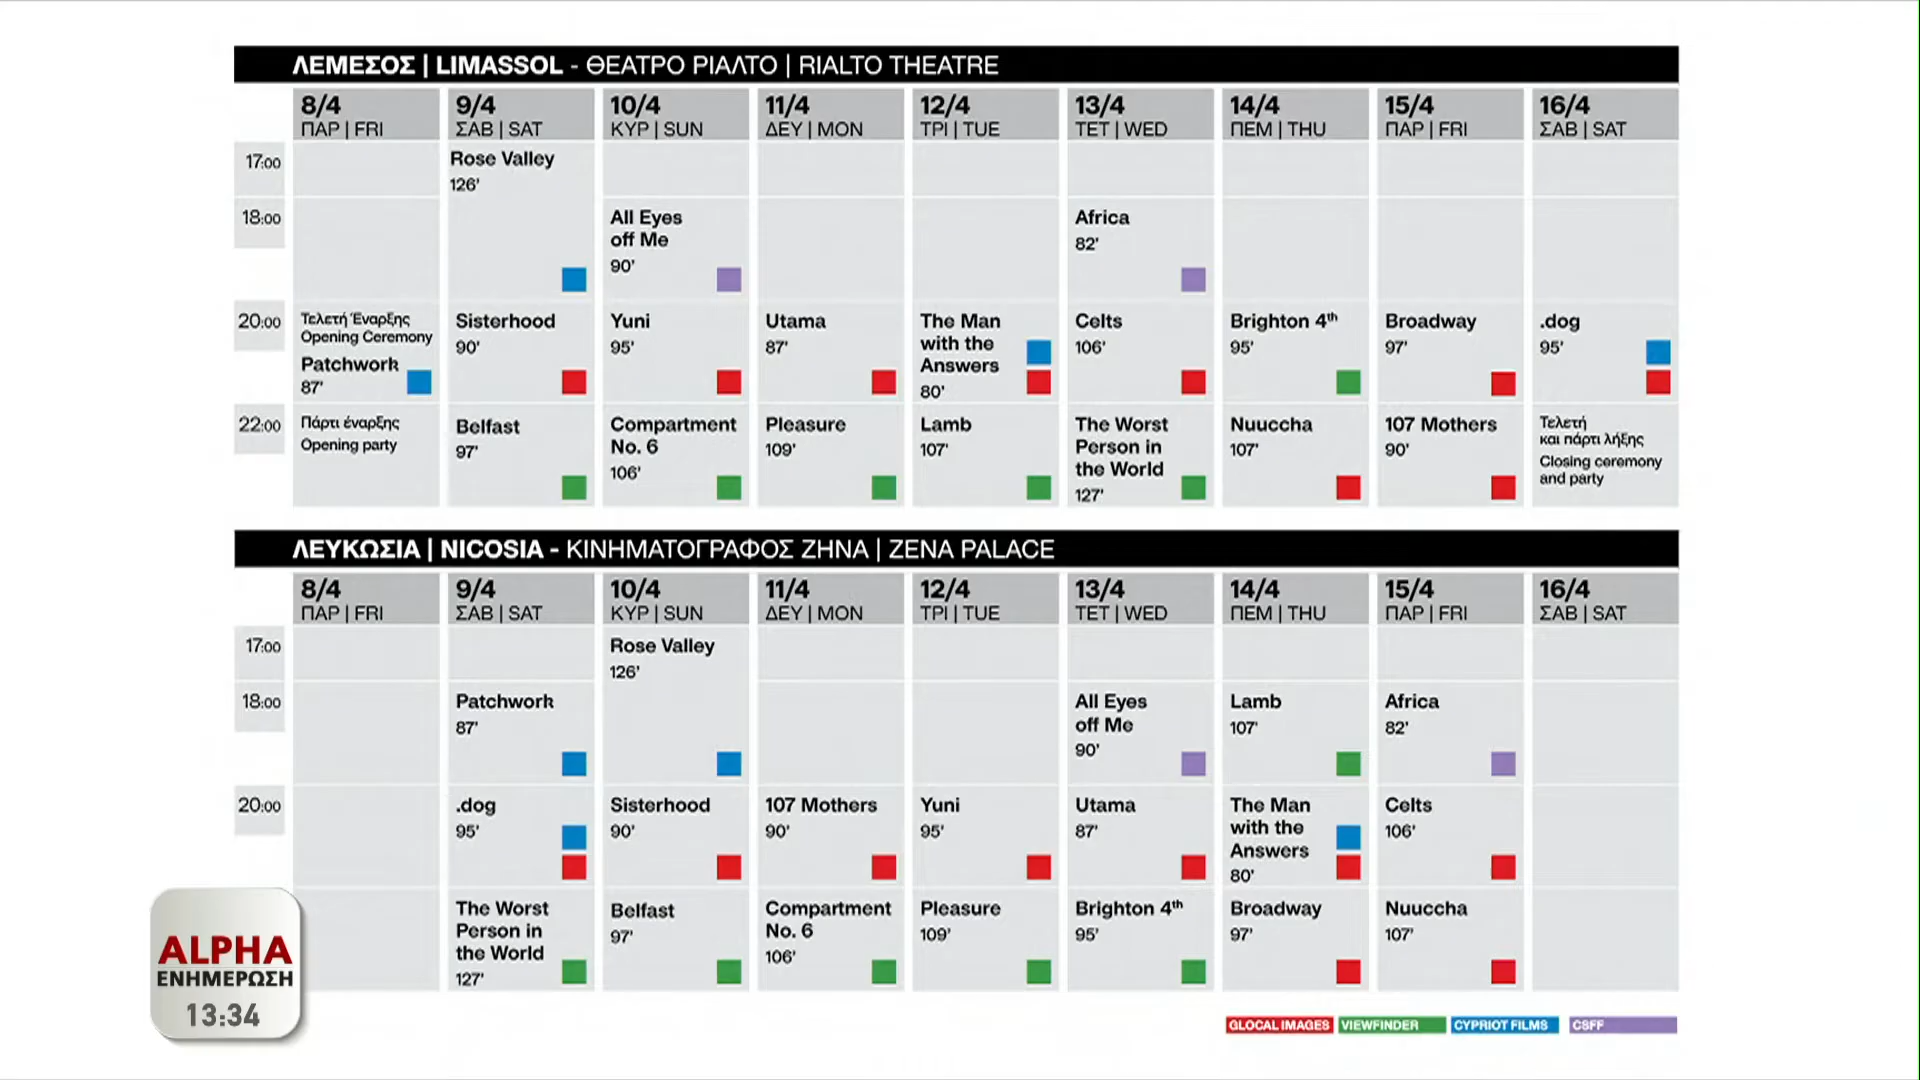 ΛΕΜΕΣΟΣ | LIMASSOL - ΘΕΑΤΡΟ ΡΙΑΛΤΟ | RIALTO THEATRE
8/4 9/4 10/4 11/4 12/4 13/4 14/4 15/4 16/4
ΠΑΡ | FRI ΣΑΒ | SAT ΚΥΡ | SUN ΔΕΥ | MON ΤΡΙ | TUE ΤΕΤ | WED ΠΕΜ | THU ΠΑΡ | FRI ΣΑΒ | SAT
17:00
Rose Valley
126'
18:00
All Eyes
off Me
90'
Africa
82'
20:00
Τελετή Έναρξης
Opening Ceremony
Patchwork
87'
Sisterhood
90'
Yuni
95'
Utama
87'
The Man
with the
Answers
80'
Celts
106'
Brighton 4th
95'
Broadway
97'
.dog
95'
22:00
Πάρτι έναρξης
Opening party
Belfast
97'
Compartment
No. 6
106'
Pleasure
109'
Lamb
107'
The Worst
Person in
the World
127'
Nuuccha
107'
107 Mothers
90'
Τελετή
και πάρτι λήξης
Closing ceremony
and party
ΛΕΥΚΩΣΙΑ | NICOSIA - ΚΙΝΗΜΑΤΟΓΡΑΦΟΣ ΖΗΝΑ | ZENA PALACE
8/4 9/4 10/4 11/4 12/4 13/4 14/4 15/4 16/4
ΠΑΡ | FRI ΣΑΒ | SAT ΚΥΡ | SUN ΔΕΥ | MON ΤΡΙ | TUE ΤΕΤ | WED ΠΕΜ | THU ΠΑΡ | FRI ΣΑΒ | SAT
17:00
Rose Valley
126'
18:00
Patchwork
87'
All Eyes
off Me
90'
Lamb
107'
Africa
82'
20:00
.dog
95'
Sisterhood
90'
107 Mothers
90'
Yuni
95'
Utama
87'
The Man
with the
Answers
80'
Celts
106'
The Worst
Person in
the World
127'
Belfast
97'
Compartment
No. 6
106'
Pleasure
109'
Brighton 4th
95'
Broadway
97'
Nuuccha
107'
ALPHA
ΕΝΗΜΕΡΩΣΗ
13:34
GLOCAL IMAGES VIEWFINDER CYPRIOT FILMS CSFF